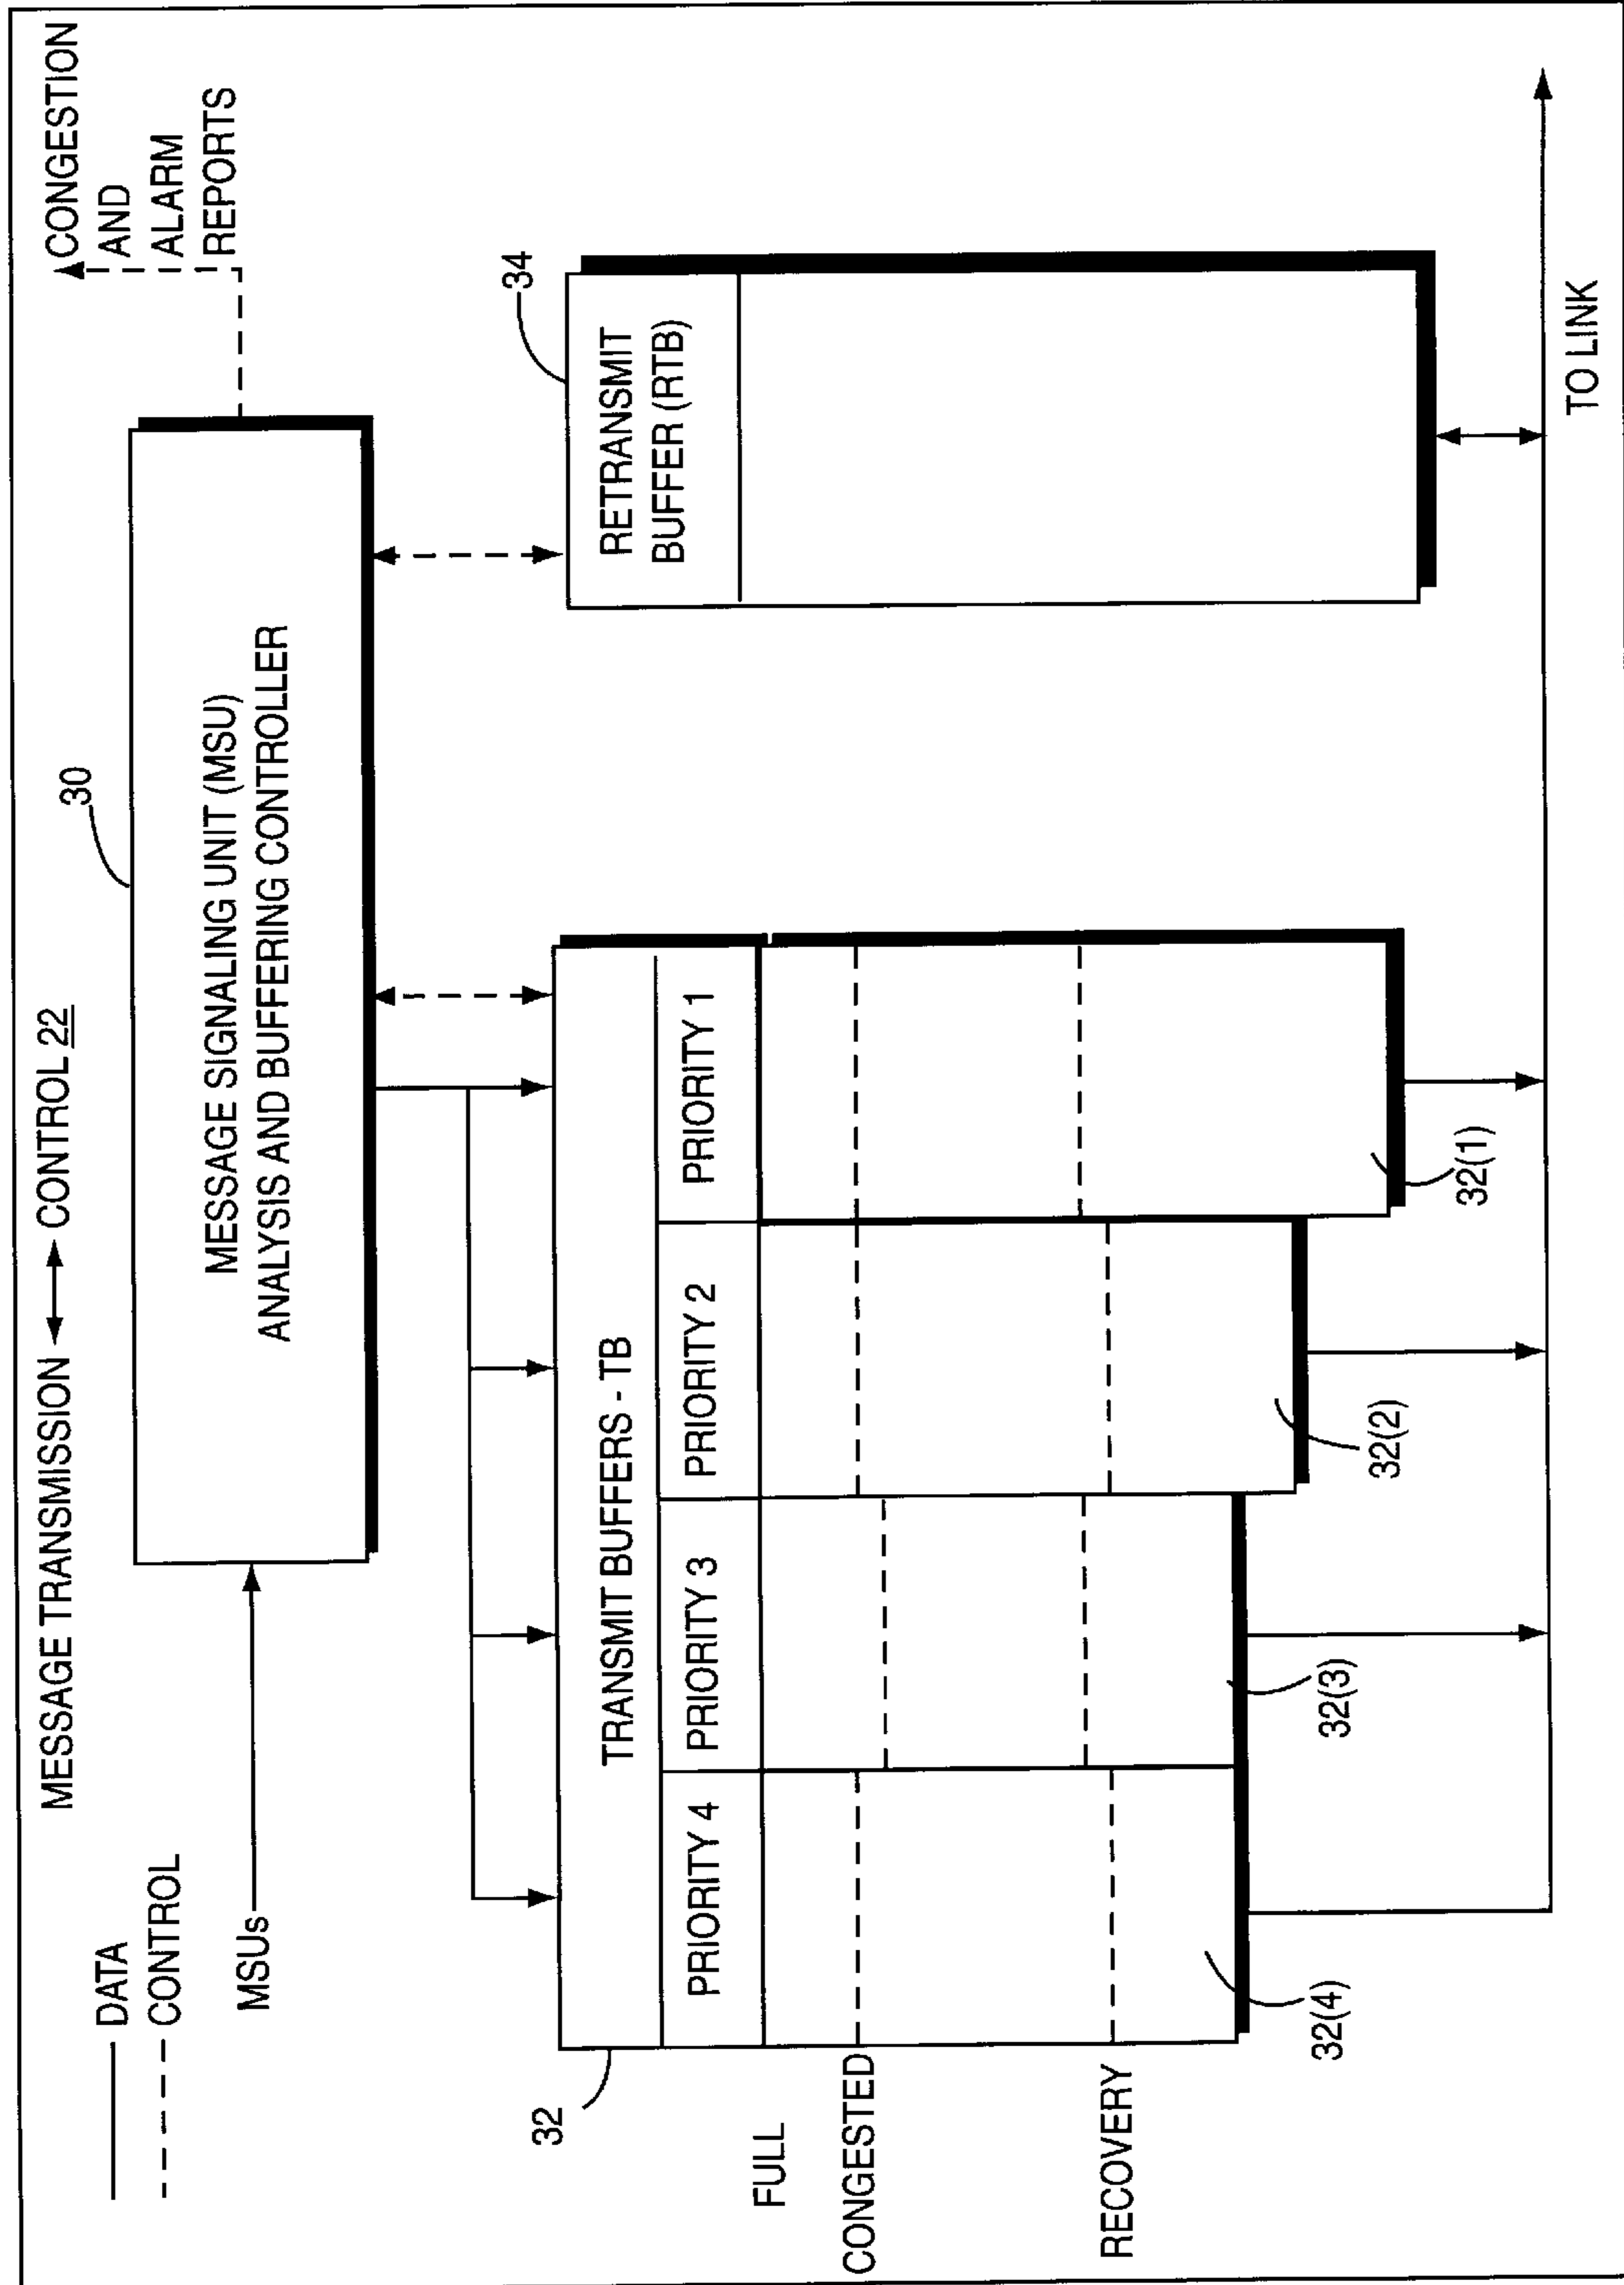 MESSAGE TRANSMISSION CONTROL 22
DATA
CONTROL
MSUs
CONGESTION
AND
ALARM
REPORTS
30
MESSAGE SIGNALING UNIT (MSU)
ANALYSIS AND BUFFERING CONTROLLER
32
TRANSMIT BUFFERS - TB
PRIORITY 4
PRIORITY 3
PRIORITY 2
PRIORITY 1
34
RETRANSMIT
BUFFER (RTB)
FULL
CONGESTED
RECOVERY
32(4)
32(3)
32(2)
32(1)
TO LINK